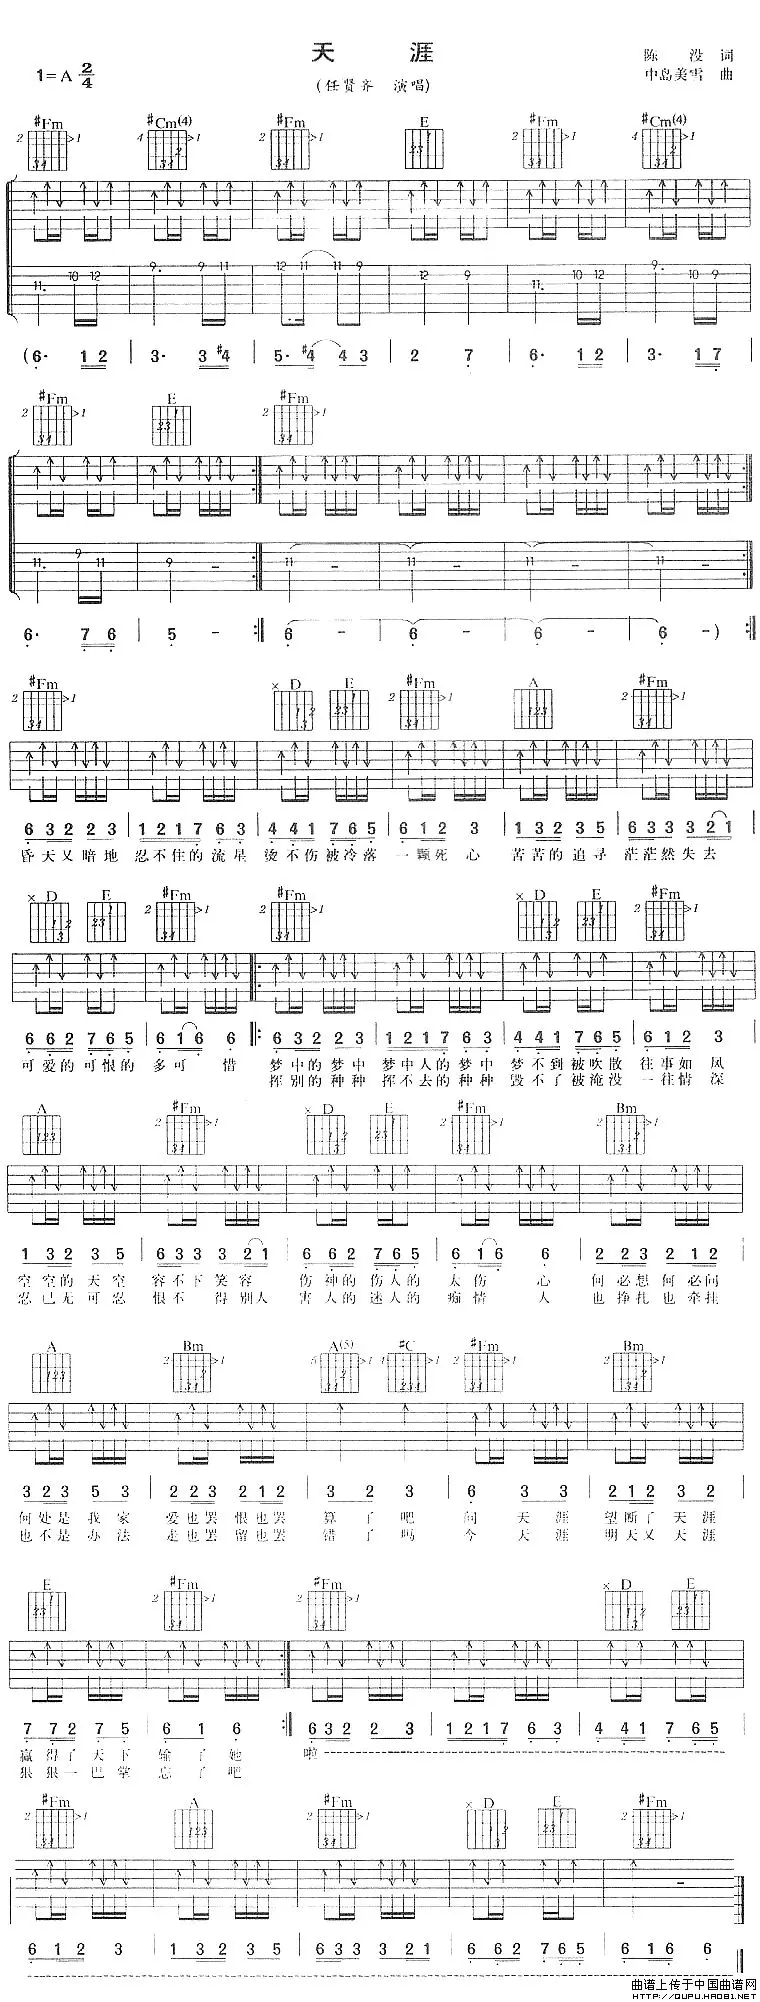 天 涯
陈 没 词
1=A 2/4
(任贤齐 演唱)
中岛美雪 曲
#Fm #Cm(4) #Fm E #Fm #Cm(4)
(6· 1 2 | 3· 3 #4 | 5· #4 4 3 | 2 7 | 6· 1 2 | 3· 1 7 |
#Fm E #Fm
6· 7 6 | 5 - :| 6 - | 6 - | 6 - | 6 -) :|
#Fm D E #Fm A #Fm
6 3 2 2 3 | 1 2 1 7 6 3 | 4 4 1 7 6 5 | 6 1 2 3 | 1 3 2 3 5 | 6 3 3 3 2 1 |
昏天又暗地 忍不住的流星 烫不伤被冷落 一颗死心 苦苦的追寻 茫茫然失去
D E #Fm #Fm D E #Fm
6 6 2 7 6 5 | 6 1 6 6 |: 6 3 2 2 3 | 1 2 1 7 6 3 | 4 4 1 7 6 5 | 6 1 2 3 |
可爱的可恨的 多可 惜 梦中的梦中 梦中人的梦中 梦不到被吹散 往事如风
挥别的种种 挥不去的种种 毁不了被淹没 一往情深
A #Fm D E #Fm Bm
1 3 2 3 5 | 6 3 3 3 2 1 | 6 6 2 7 6 5 | 6 1 6 6 | 2 2 3 2 1 2 |
空空的天空 容不下笑容 伤神的伤人的 太伤 心 何必想何必问
忍已无可忍 恨不 得别人 害人的迷人的 痴情 人 也挣扎也牵挂
A Bm A(5) #C #Fm Bm
3 2 3 5 3 | 2 2 3 2 1 2 | 3 2 3 | 6 3 3 2 | 2 1 2 3 2 |
何处是我家 爱也罢 恨也罢 算 了 吧 问 天 涯 望断了天涯
也不是办法 走也罢 留也罢 错 了 吗 今 天 涯 明天又天涯
E #Fm #Fm D E
7 7 2 7 5 | 6 1 6 :| 6 3 2 2 3 | 1 2 1 7 6 3 | 4 4 1 7 6 5 |
赢 得了天下 输 了她 啦
狠狠一巴掌 忘了吧
#Fm A #Fm D E #Fm
6 1 2 3 | 1 3 2 3 5 | 6 3 3 3 2 1 | 6 6 2 7 6 5 | 6 1 6 6 ‖
曲谱上传于中国曲谱网
HTTP://QUPU.HAO81.NET